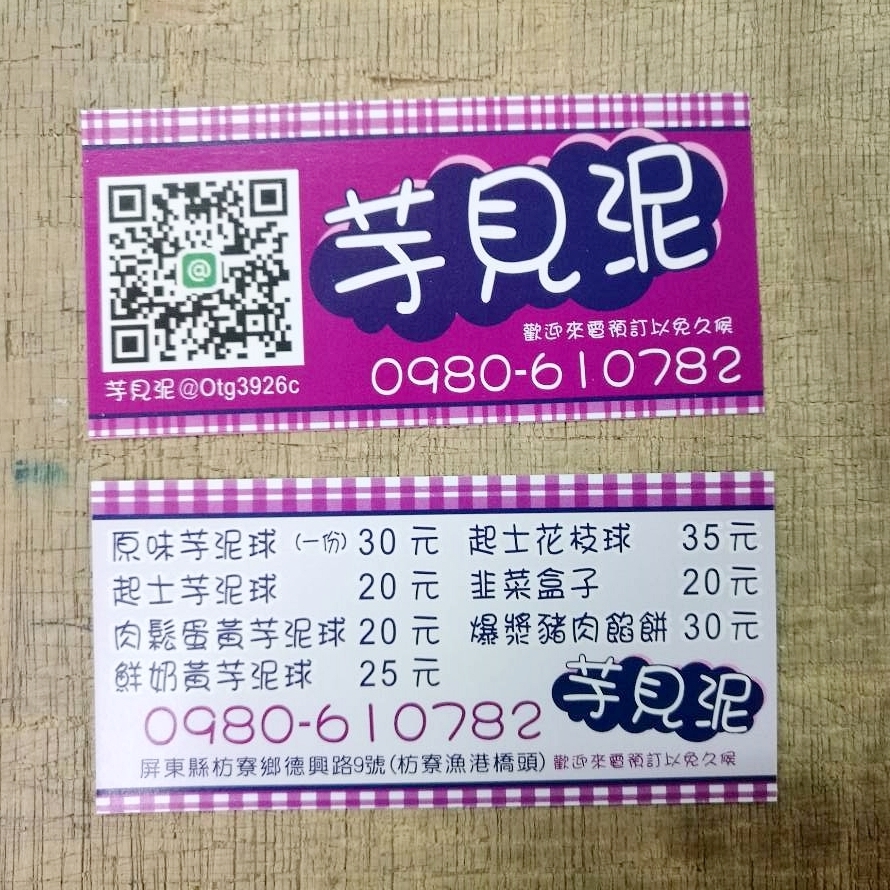 芋見泥
歡迎來電預訂以免久候
0980-610782
芋見泥@Otg3926c
原味芋泥球(一份)30元
起士芋泥球 20元
肉鬆蛋黃芋泥球 20元
鮮奶黃芋泥球 25元
起士花枝球 35元
韭菜盒子 20元
爆漿豬肉餡餅 30元
芋見泥
0980-610782
屏東縣枋寮鄉德興路9號(枋寮漁港橋頭)
歡迎來電預訂以免久候